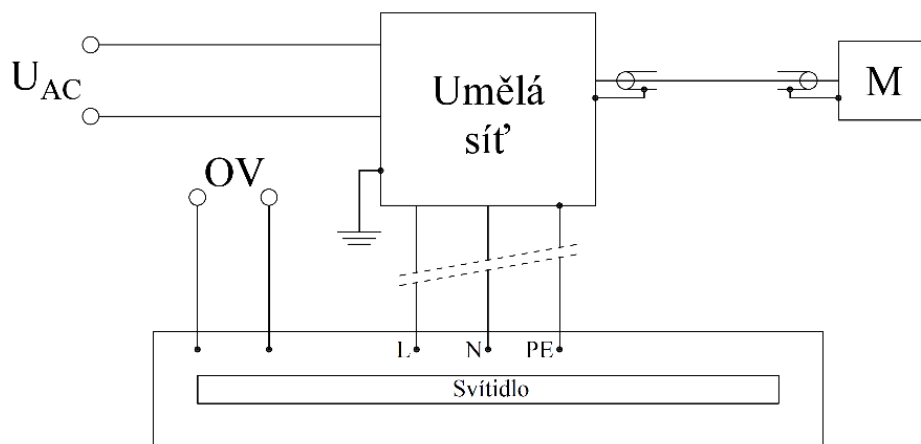 U_AC
Umělá
síť
M
OV
L N PE
Svítidlo